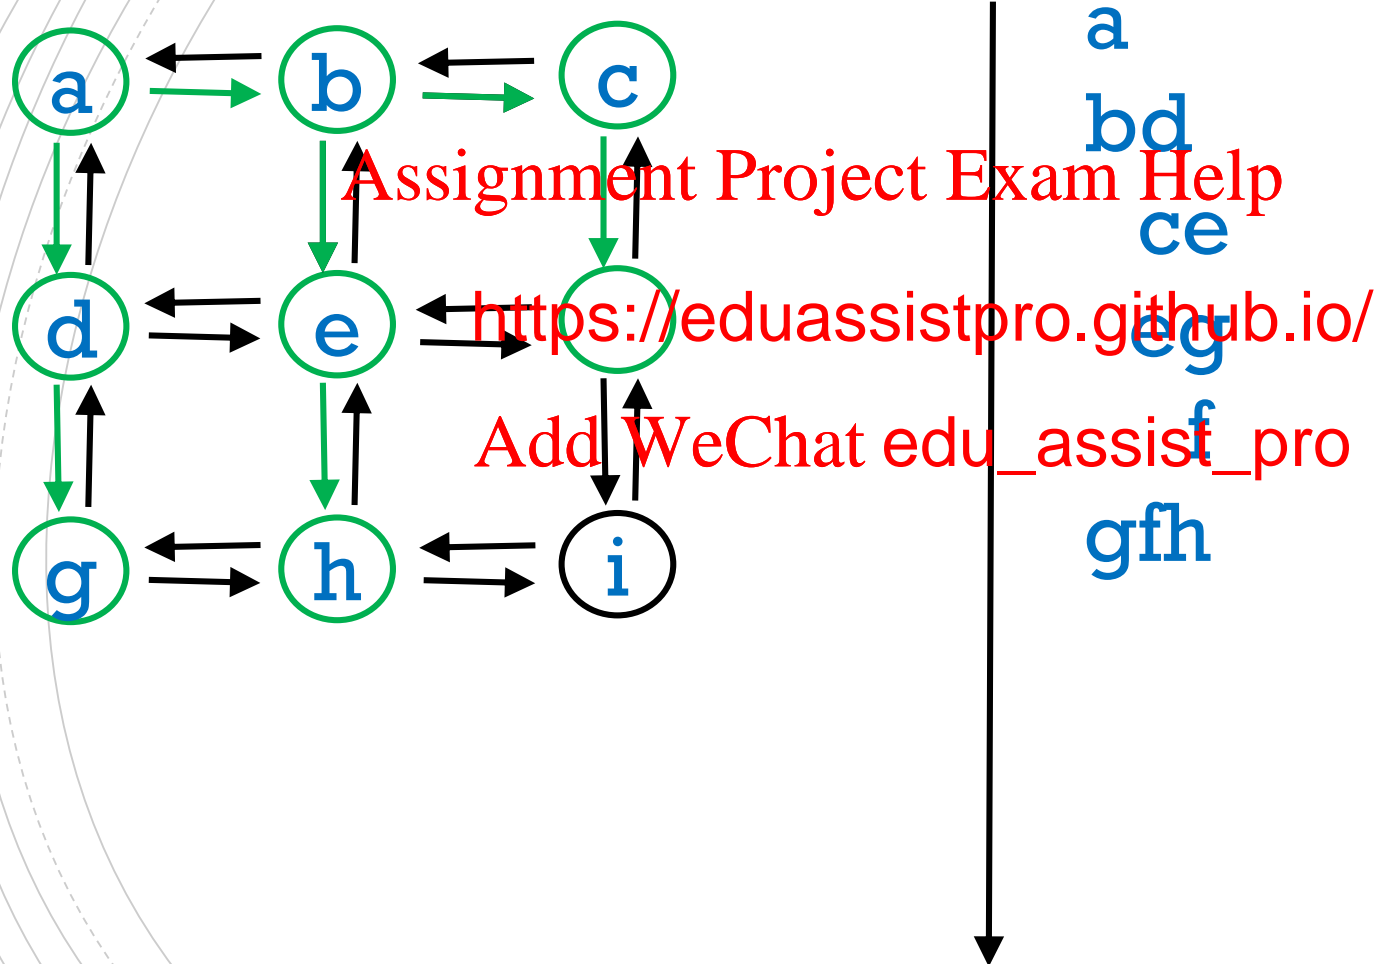 a b c
a
bd
Assignment Project Exam Help
ce
d e
https://eduassistpro.github.io/
eg
f
Add WeChat edu_assist_pro
g h i
gfh